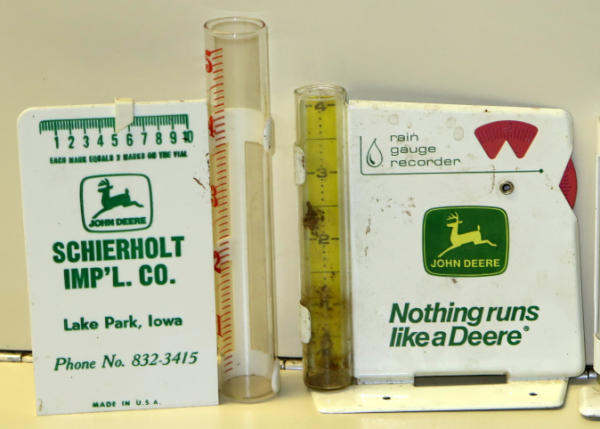 1 2 3 4 5 6 7 8 9 10
EACH MARK EQUALS 2 MARKS ON THE VIAL
JOHN DEERE
SCHIERHOLT
IMP'L. CO.
Lake Park, Iowa
Phone No. 832-3415
MADE IN U.S.A.
5
4
3
2
1
4
3
2
1
rain
gauge
recorder
JOHN DEERE
Nothing runs
like a Deere®